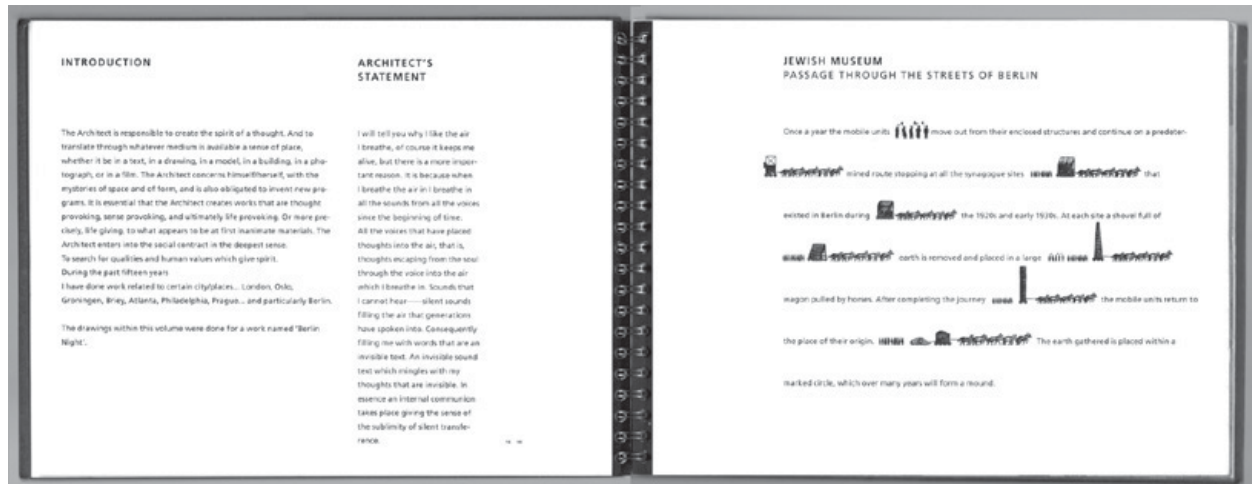 INTRODUCTION
The Architect is responsible to create the spirit of a thought. And to
translate through whatever medium is available a sense of place,
whether it be in a text, in a drawing, in a model, in a building, in a pho-
tograph, or in a film. The Architect concerns himself/herself, with the
mysteries of space and of form, and is also obligated to invent new pro-
grams. It is essential that the Architect creates works that are thought
provoking, sense provoking, and ultimately life provoking. Or more pre-
cisely, life giving, to what appears to be at first inanimate materials. The
Architect enters into the social contract in the deepest sense.
To search for qualities and human values which give spirit.
During the past fifteen years
I have done work related to certain city/places... London, Oslo,
Groningen, Briey, Atlanta, Philadelphia, Prague... and particularly Berlin.
The drawings within this volume were done for a work named 'Berlin
Night'.
ARCHITECT'S
STATEMENT
I will tell you why I like the air
I breathe, of course it keeps me
alive, but there is a more impor-
tant reason. It is because when
I breathe the air in I breathe in
all the sounds from all the voices
since the beginning of time.
All the voices that have placed
thoughts into the air, that is,
thoughts escaping from the soul
through the voice into the air
which I breathe in. Sounds that
I cannot hear — silent sounds
filling the air that generations
have spoken into. Consequently
filling me with words that are an
invisible text. An invisible sound
text which mingles with my
thoughts that are invisible. In
essence an internal communion
takes place giving the sense of
the sublimity of silent transfe-
rence.
JEWISH MUSEUM
PASSAGE THROUGH THE STREETS OF BERLIN
Once a year the mobile units move out from their enclosed structures and continue on a predeter-
mined route stopping at all the synagogue sites that
existed in Berlin during the 1920s and early 1930s. At each site a shovel full of
earth is removed and placed in a large
wagon pulled by horses. After completing the journey the mobile units return to
the place of their origin. The earth gathered is placed within a
marked circle, which over many years will form a mound.